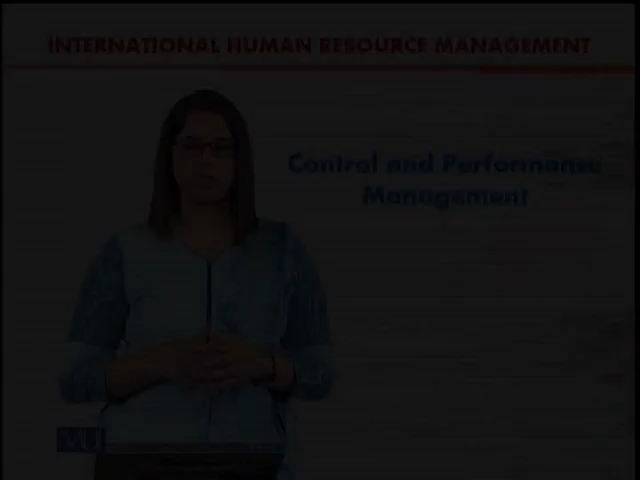 INTERNATIONAL HUMAN RESOURCE MANAGEMENT
Control and Performance
Management